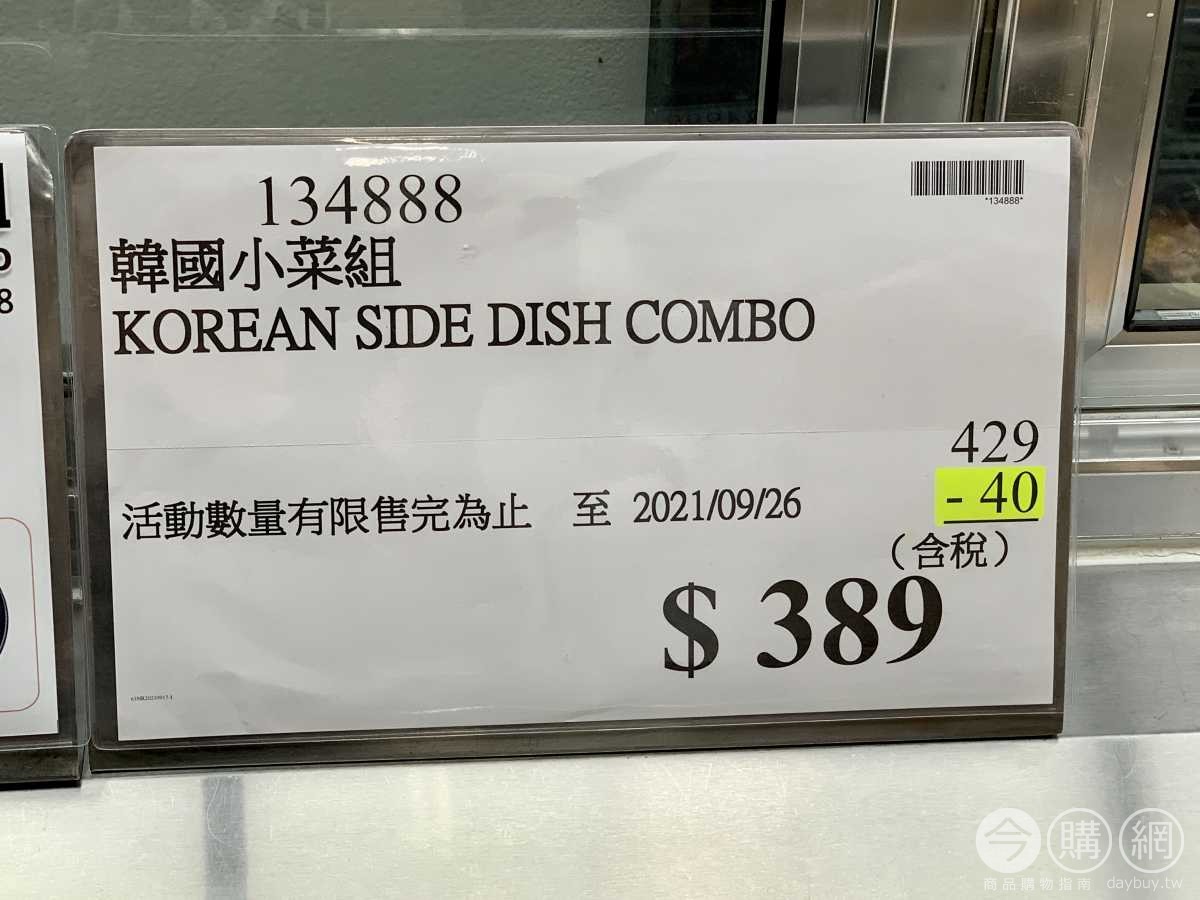 134888
*134888*
韓國小菜組
KOREAN SIDE DISH COMBO
429
- 40
活動數量有限售完為止 至 2021/09/26
(含稅)
$ 389
8
今購網
商品購物指南 daybuy.tw